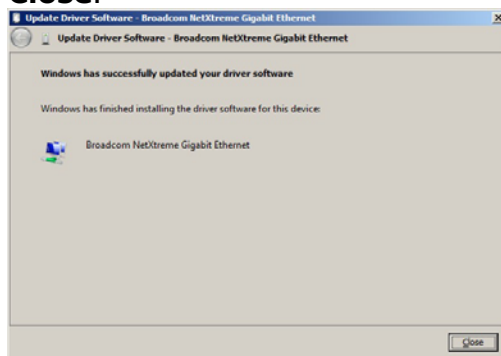 Close.
Update Driver Software - Broadcom NetXtreme Gigabit Ethernet
Update Driver Software - Broadcom NetXtreme Gigabit Ethernet
Windows has successfully updated your driver software
Windows has finished installing the driver software for this device:
Broadcom NetXtreme Gigabit Ethernet
Close